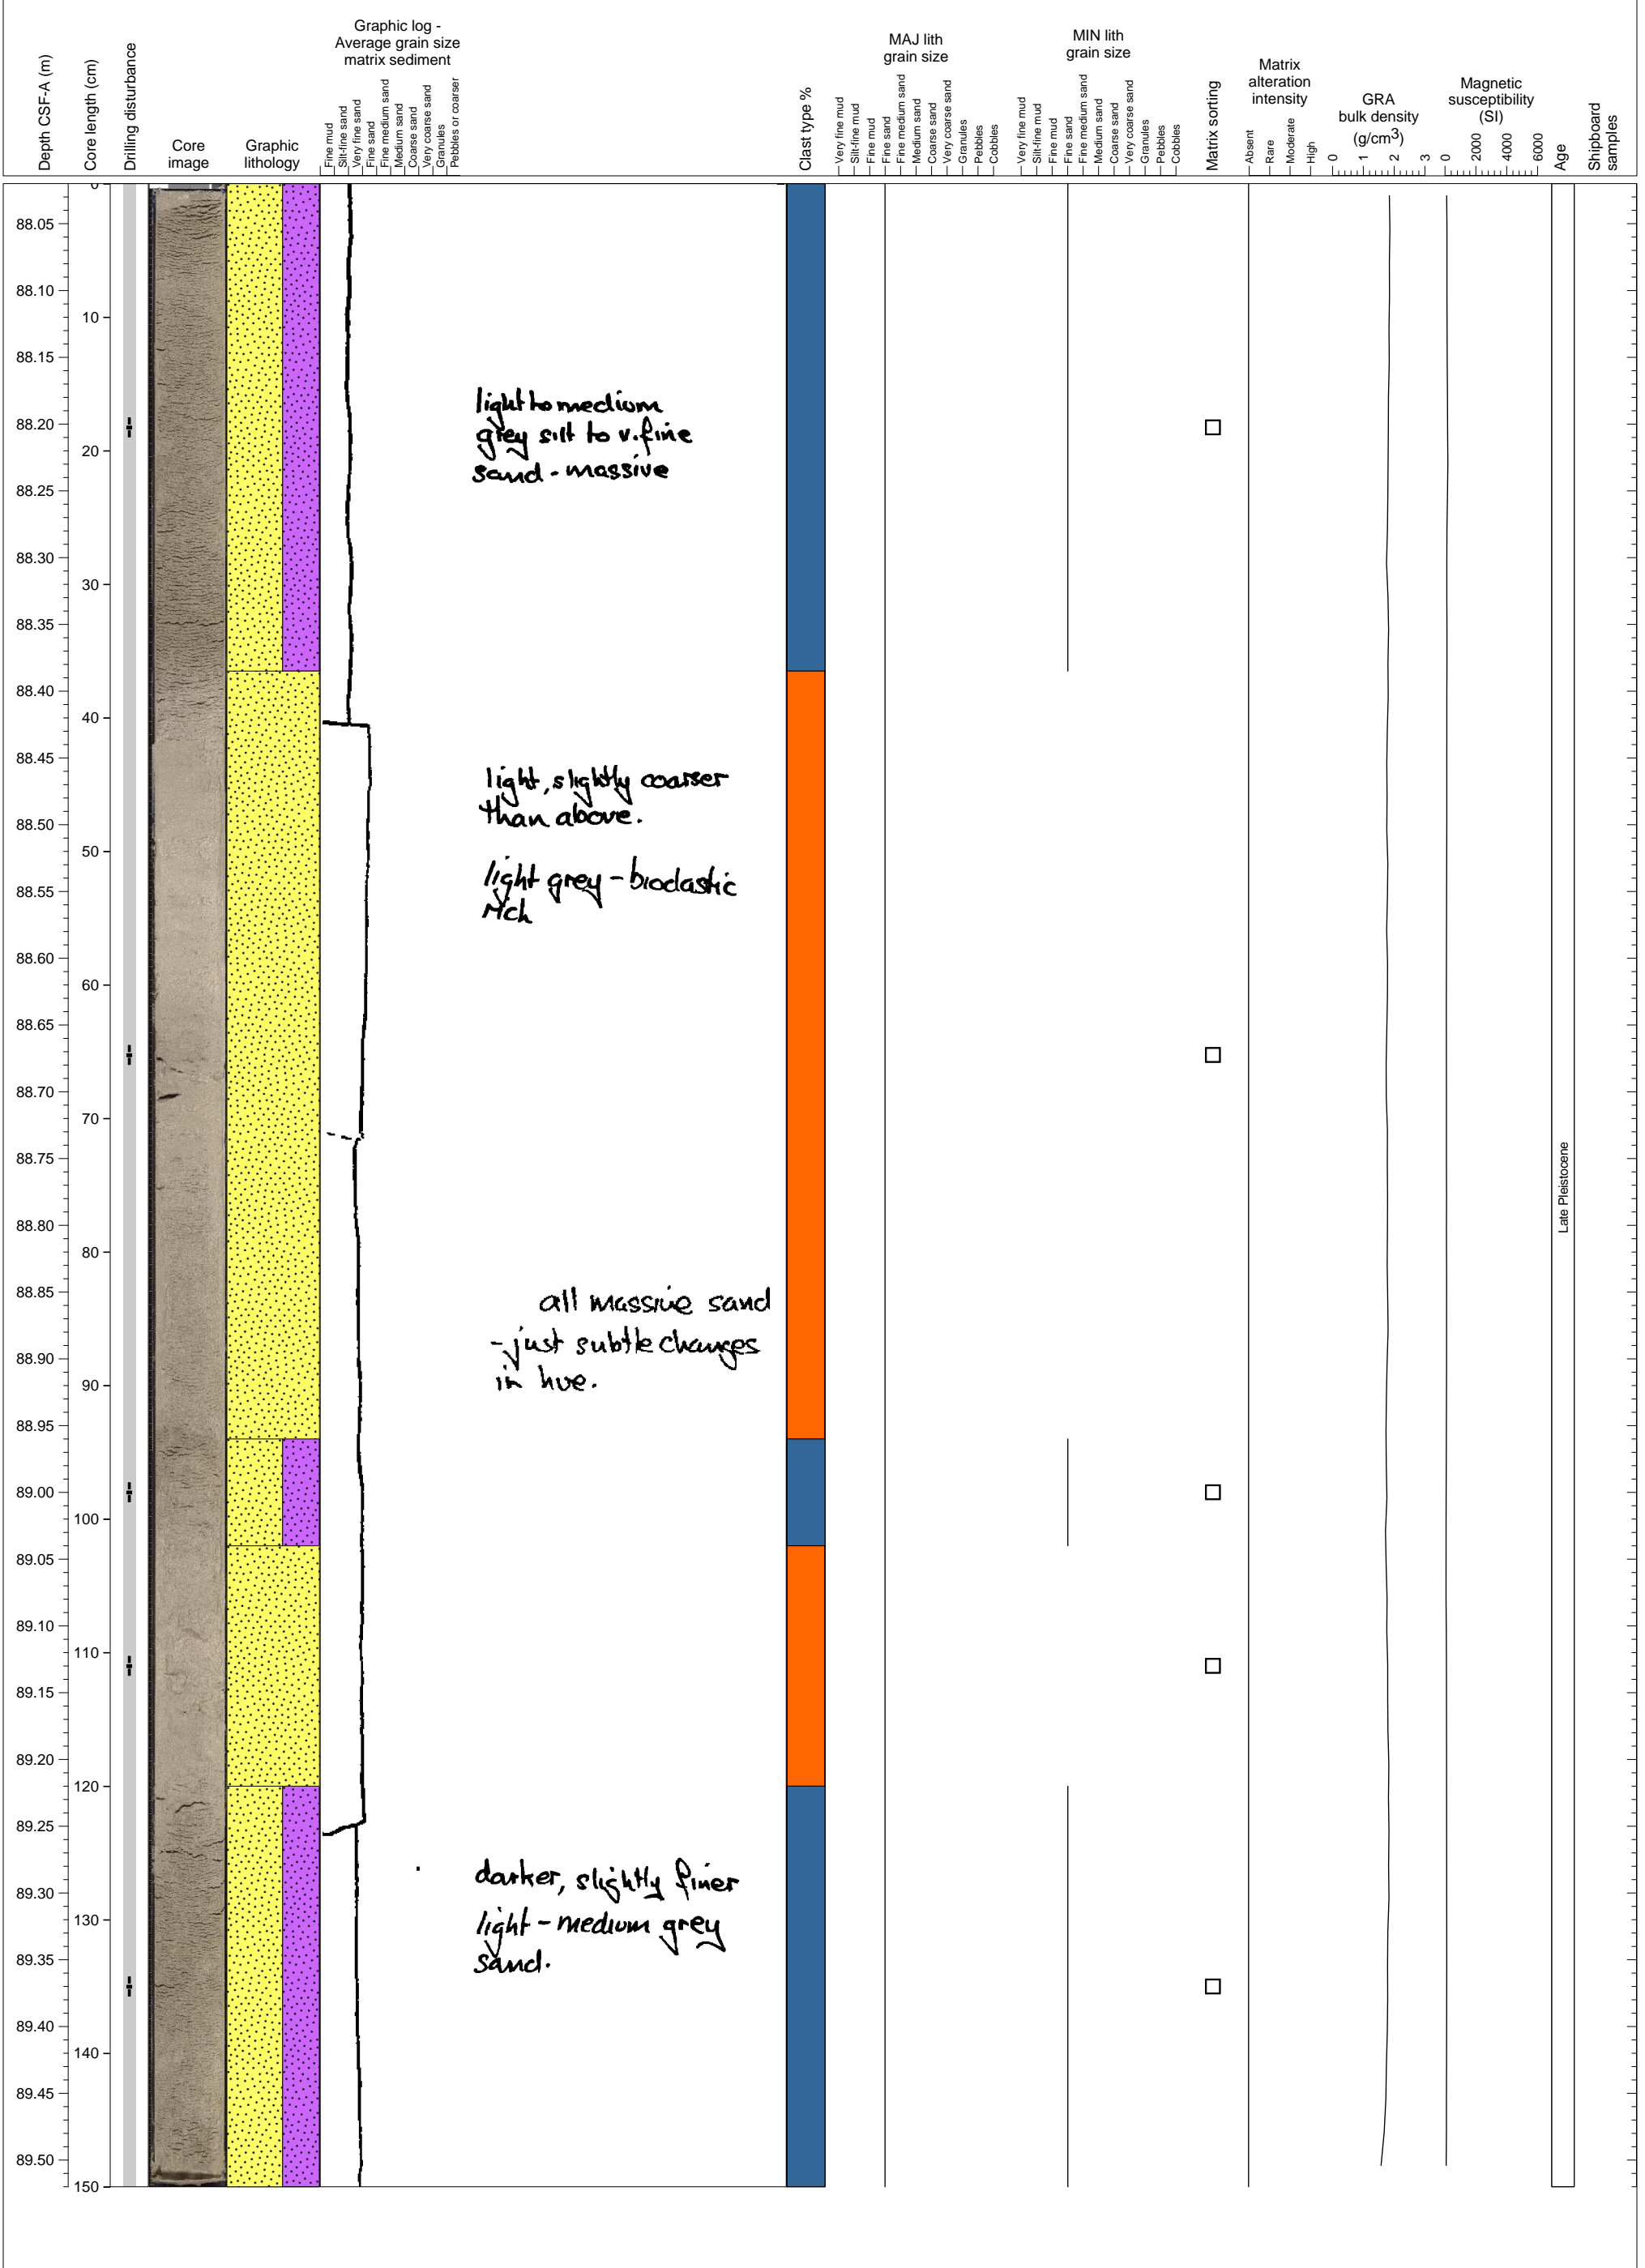 Depth CSF-A (m)
Core length (cm)
Drilling disturbance
Core
image
Graphic
lithology
Graphic log -
Average grain size
matrix sediment
Fine mud
Silt-fine sand
Very fine sand
Fine sand
Fine medium sand
Medium sand
Coarse sand
Very coarse sand
Granules
Pebbles or coarser
Clast type %
MAJ lith
grain size
Very fine mud
Silt-fine mud
Fine mud
Fine sand
Fine medium sand
Medium sand
Coarse sand
Very coarse sand
Granules
Pebbles
Cobbles
MIN lith
grain size
Very fine mud
Silt-fine mud
Fine mud
Fine sand
Fine medium sand
Medium sand
Coarse sand
Very coarse sand
Granules
Pebbles
Cobbles
Matrix sorting
Matrix
alteration
intensity
Absent
Rare
Moderate
High
GRA
bulk density
(g/cm3)
0
1
2
3
Magnetic
susceptibility
(SI)
0
2000
4000
6000
Age
Shipboard
samples
88.05
88.10
88.15
88.20
88.25
88.30
88.35
88.40
88.45
88.50
88.55
88.60
88.65
88.70
88.75
88.80
88.85
88.90
88.95
89.00
89.05
89.10
89.15
89.20
89.25
89.30
89.35
89.40
89.45
89.50
0
10
20
30
40
50
60
70
80
90
100
110
120
130
140
150
light to medium
grey silt to v.fine
sand - massive
light, slightly coarser
than above.
light grey - bioclastic
rich
all massive sand
- just subtle changes
in hue.
darker, slightly finer
light - medium grey
sand.
Late Pleistocene